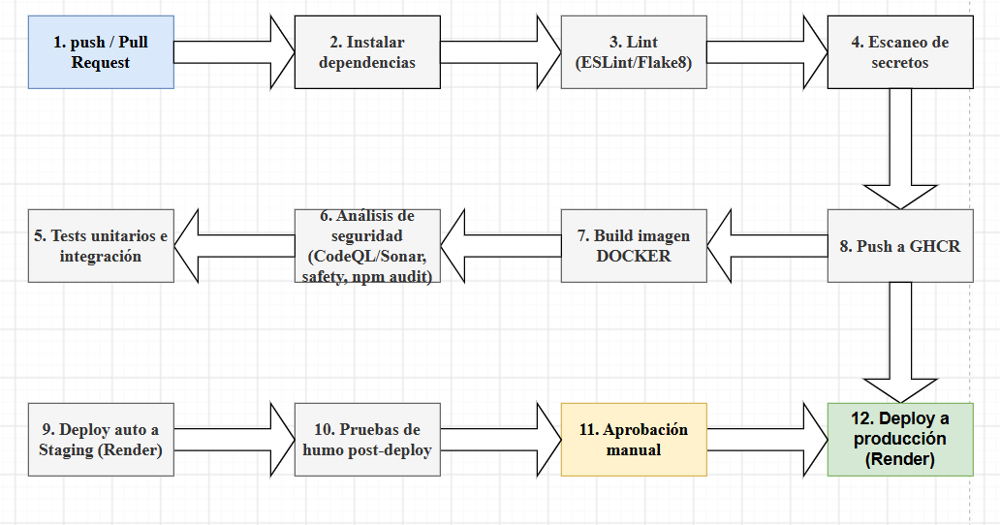 1. push / Pull
Request
2. Instalar
dependencias
3. Lint
(ESLint/Flake8)
4. Escaneo de
secretos
5. Tests unitarios e
integración
6. Análisis de
seguridad
(CodeQL/Sonar,
safety, npm audit)
7. Build imagen
DOCKER
8. Push a GHCR
9. Deploy auto a
Staging (Render)
10. Pruebas de
humo post-deploy
11. Aprobación
manual
12. Deploy a
producción
(Render)